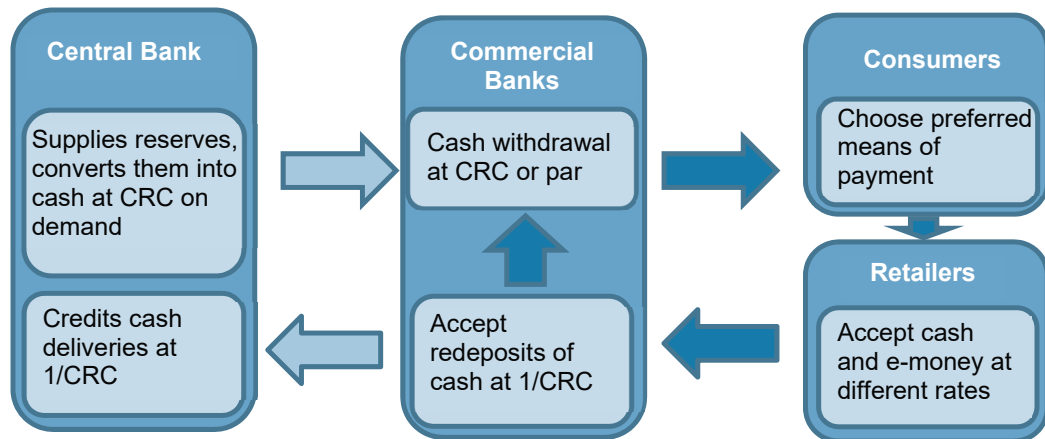 Central Bank
Supplies reserves,
converts them into
cash at CRC on
demand
Credits cash
deliveries at
1/CRC
Commercial
Banks
Cash withdrawal
at CRC or par
Accept
redeposits of
cash at 1/CRC
Consumers
Choose preferred
means of
payment
Retailers
Accept cash
and e-money at
different rates